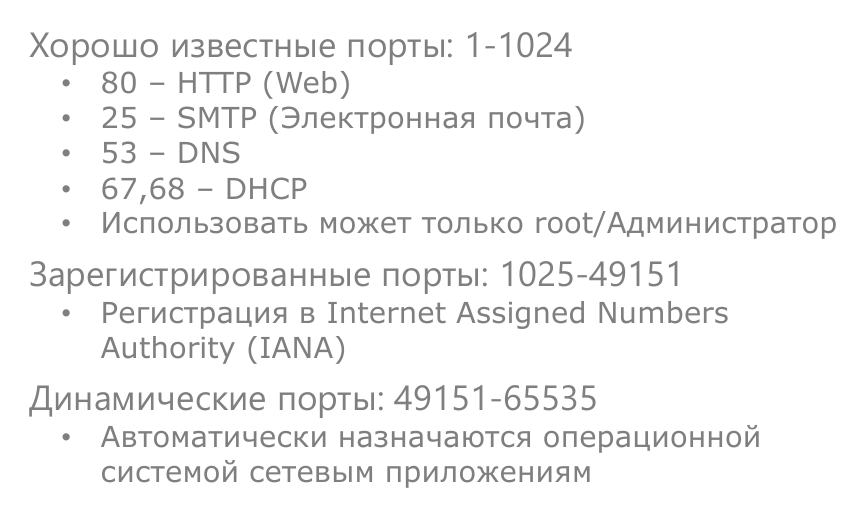 Хорошо известные порты: 1-1024
• 80 – HTTP (Web)
• 25 – SMTP (Электронная почта)
• 53 – DNS
• 67,68 – DHCP
• Использовать может только root/Администратор
Зарегистрированные порты: 1025-49151
• Регистрация в Internet Assigned Numbers
Authority (IANA)
Динамические порты: 49151-65535
• Автоматически назначаются операционной
системой сетевым приложениям